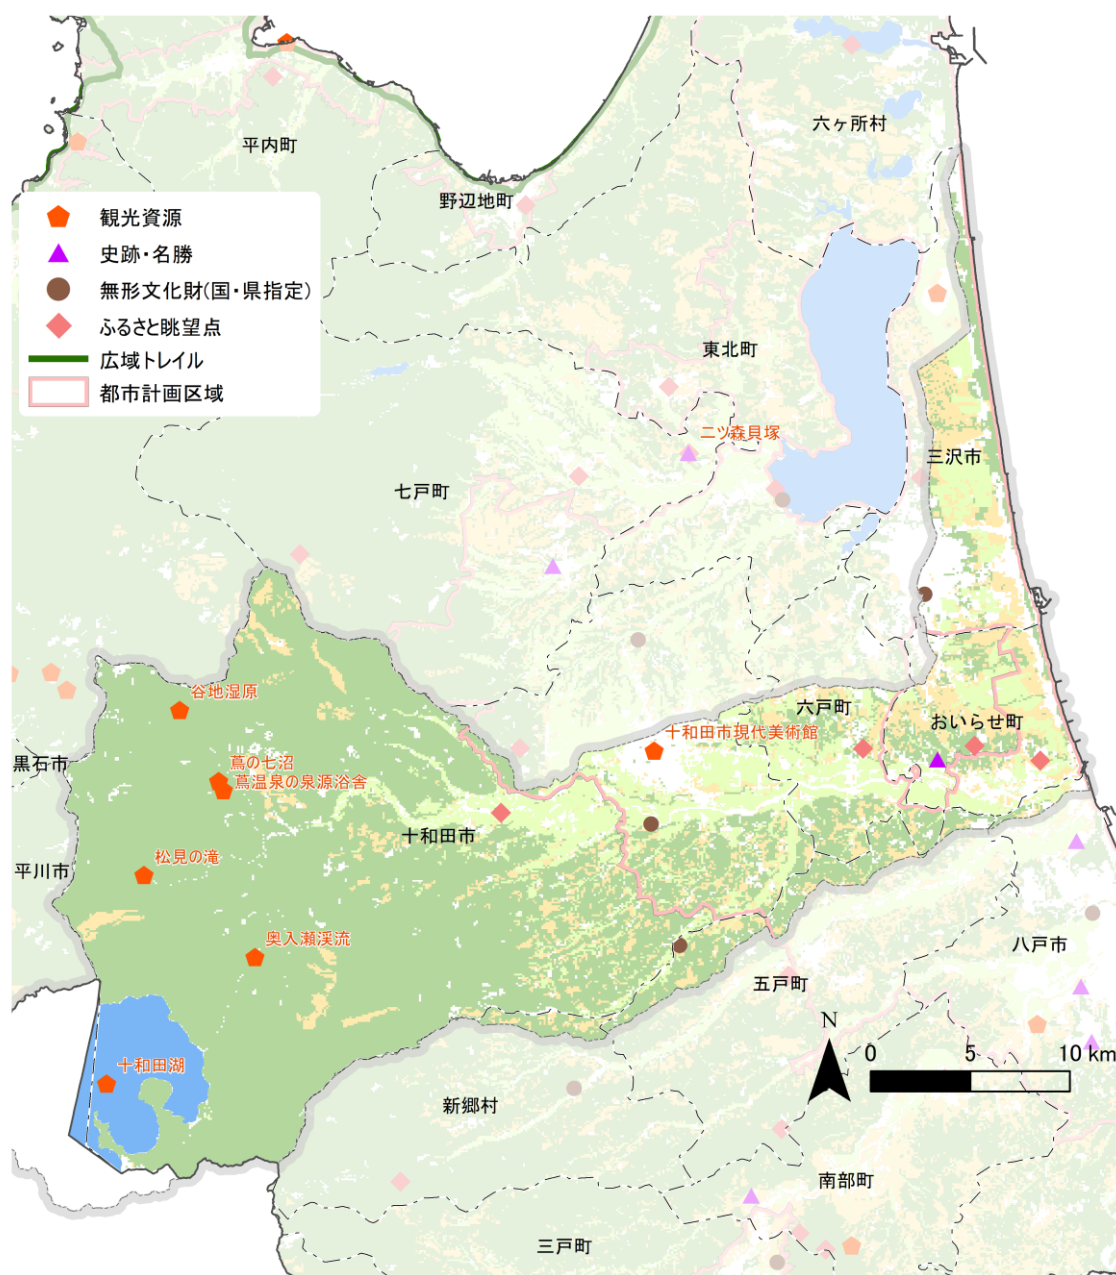 六ヶ所村
平内町
野辺地町
観光資源
史跡・名勝
無形文化財(国・県指定)
ふるさと眺望点
広域トレイル
都市計画区域
東北町
二ツ森貝塚
三沢市
七戸町
谷地湿原
六戸町
おいらせ町
十和田市現代美術館
黒石市
蔦の七沼
蔦温泉の泉源浴舎
十和田市
松見の滝
平川市
奥入瀬渓流
八戸市
五戸町
N
0 5 10 km
十和田湖
新郷村
南部町
三戸町